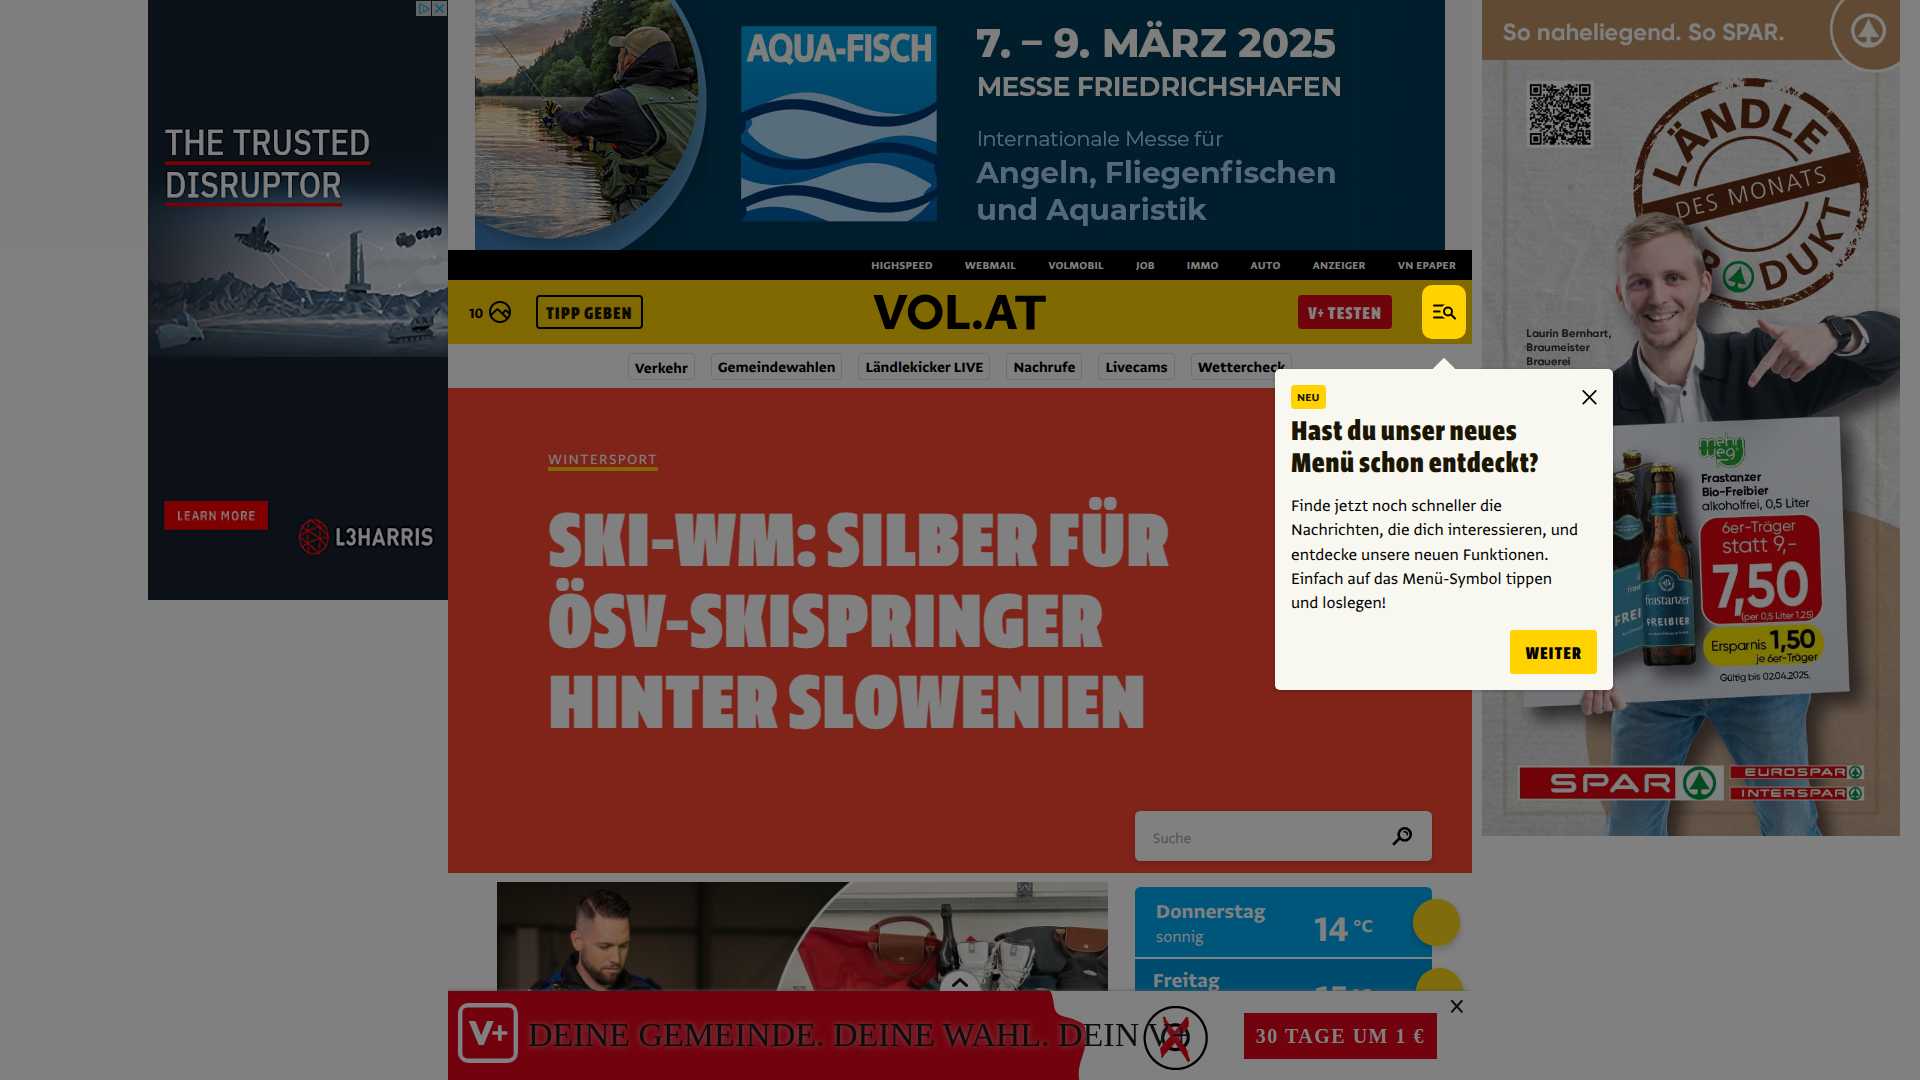 THE TRUSTED
DISRUPTOR
LEARN MORE
L3HARRIS
AQUA-FISCH
7. – 9. MÄRZ 2025
MESSE FRIEDRICHSHAFEN
Internationale Messe für
Angeln, Fliegenfischen
und Aquaristik
So naheliegend. So SPAR.
LÄNDLE
DES MONATS
PRODUKT
Laurin Bernhart,
Braumeister
Brauerei
mehr
weg
Frastanzer
Bio-Freibier
alkoholfrei, 0,5 Liter
6er-Träger
statt 9,-
7,50
(per 0,5 Liter 1.25)
Ersparnis 1,50
je 6er-Träger
Gültig bis 02.04.2025.
frastanzer
FREIBIER
SPAR
EUROSPAR
INTERSPAR
HIGHSPEED WEBMAIL VOLMOBIL JOB IMMO AUTO ANZEIGER VN EPAPER
10 TIPP GEBEN VOL.AT V+ TESTEN
Verkehr Gemeindewahlen Ländlekicker LIVE Nachrufe Livecams Wettercheck
NEU
Hast du unser neues
Menü schon entdeckt?
Finde jetzt noch schneller die
Nachrichten, die dich interessieren, und
entdecke unsere neuen Funktionen.
Einfach auf das Menü-Symbol tippen
und loslegen!
WEITER
WINTERSPORT
SKI-WM: SILBER FÜR
ÖSV-SKISPRINGER
HINTER SLOWENIEN
Suche
Donnerstag
sonnig
14 °C
Freitag
V+ DEINE GEMEINDE. DEINE WAHL. DEIN V+
30 TAGE UM 1 €